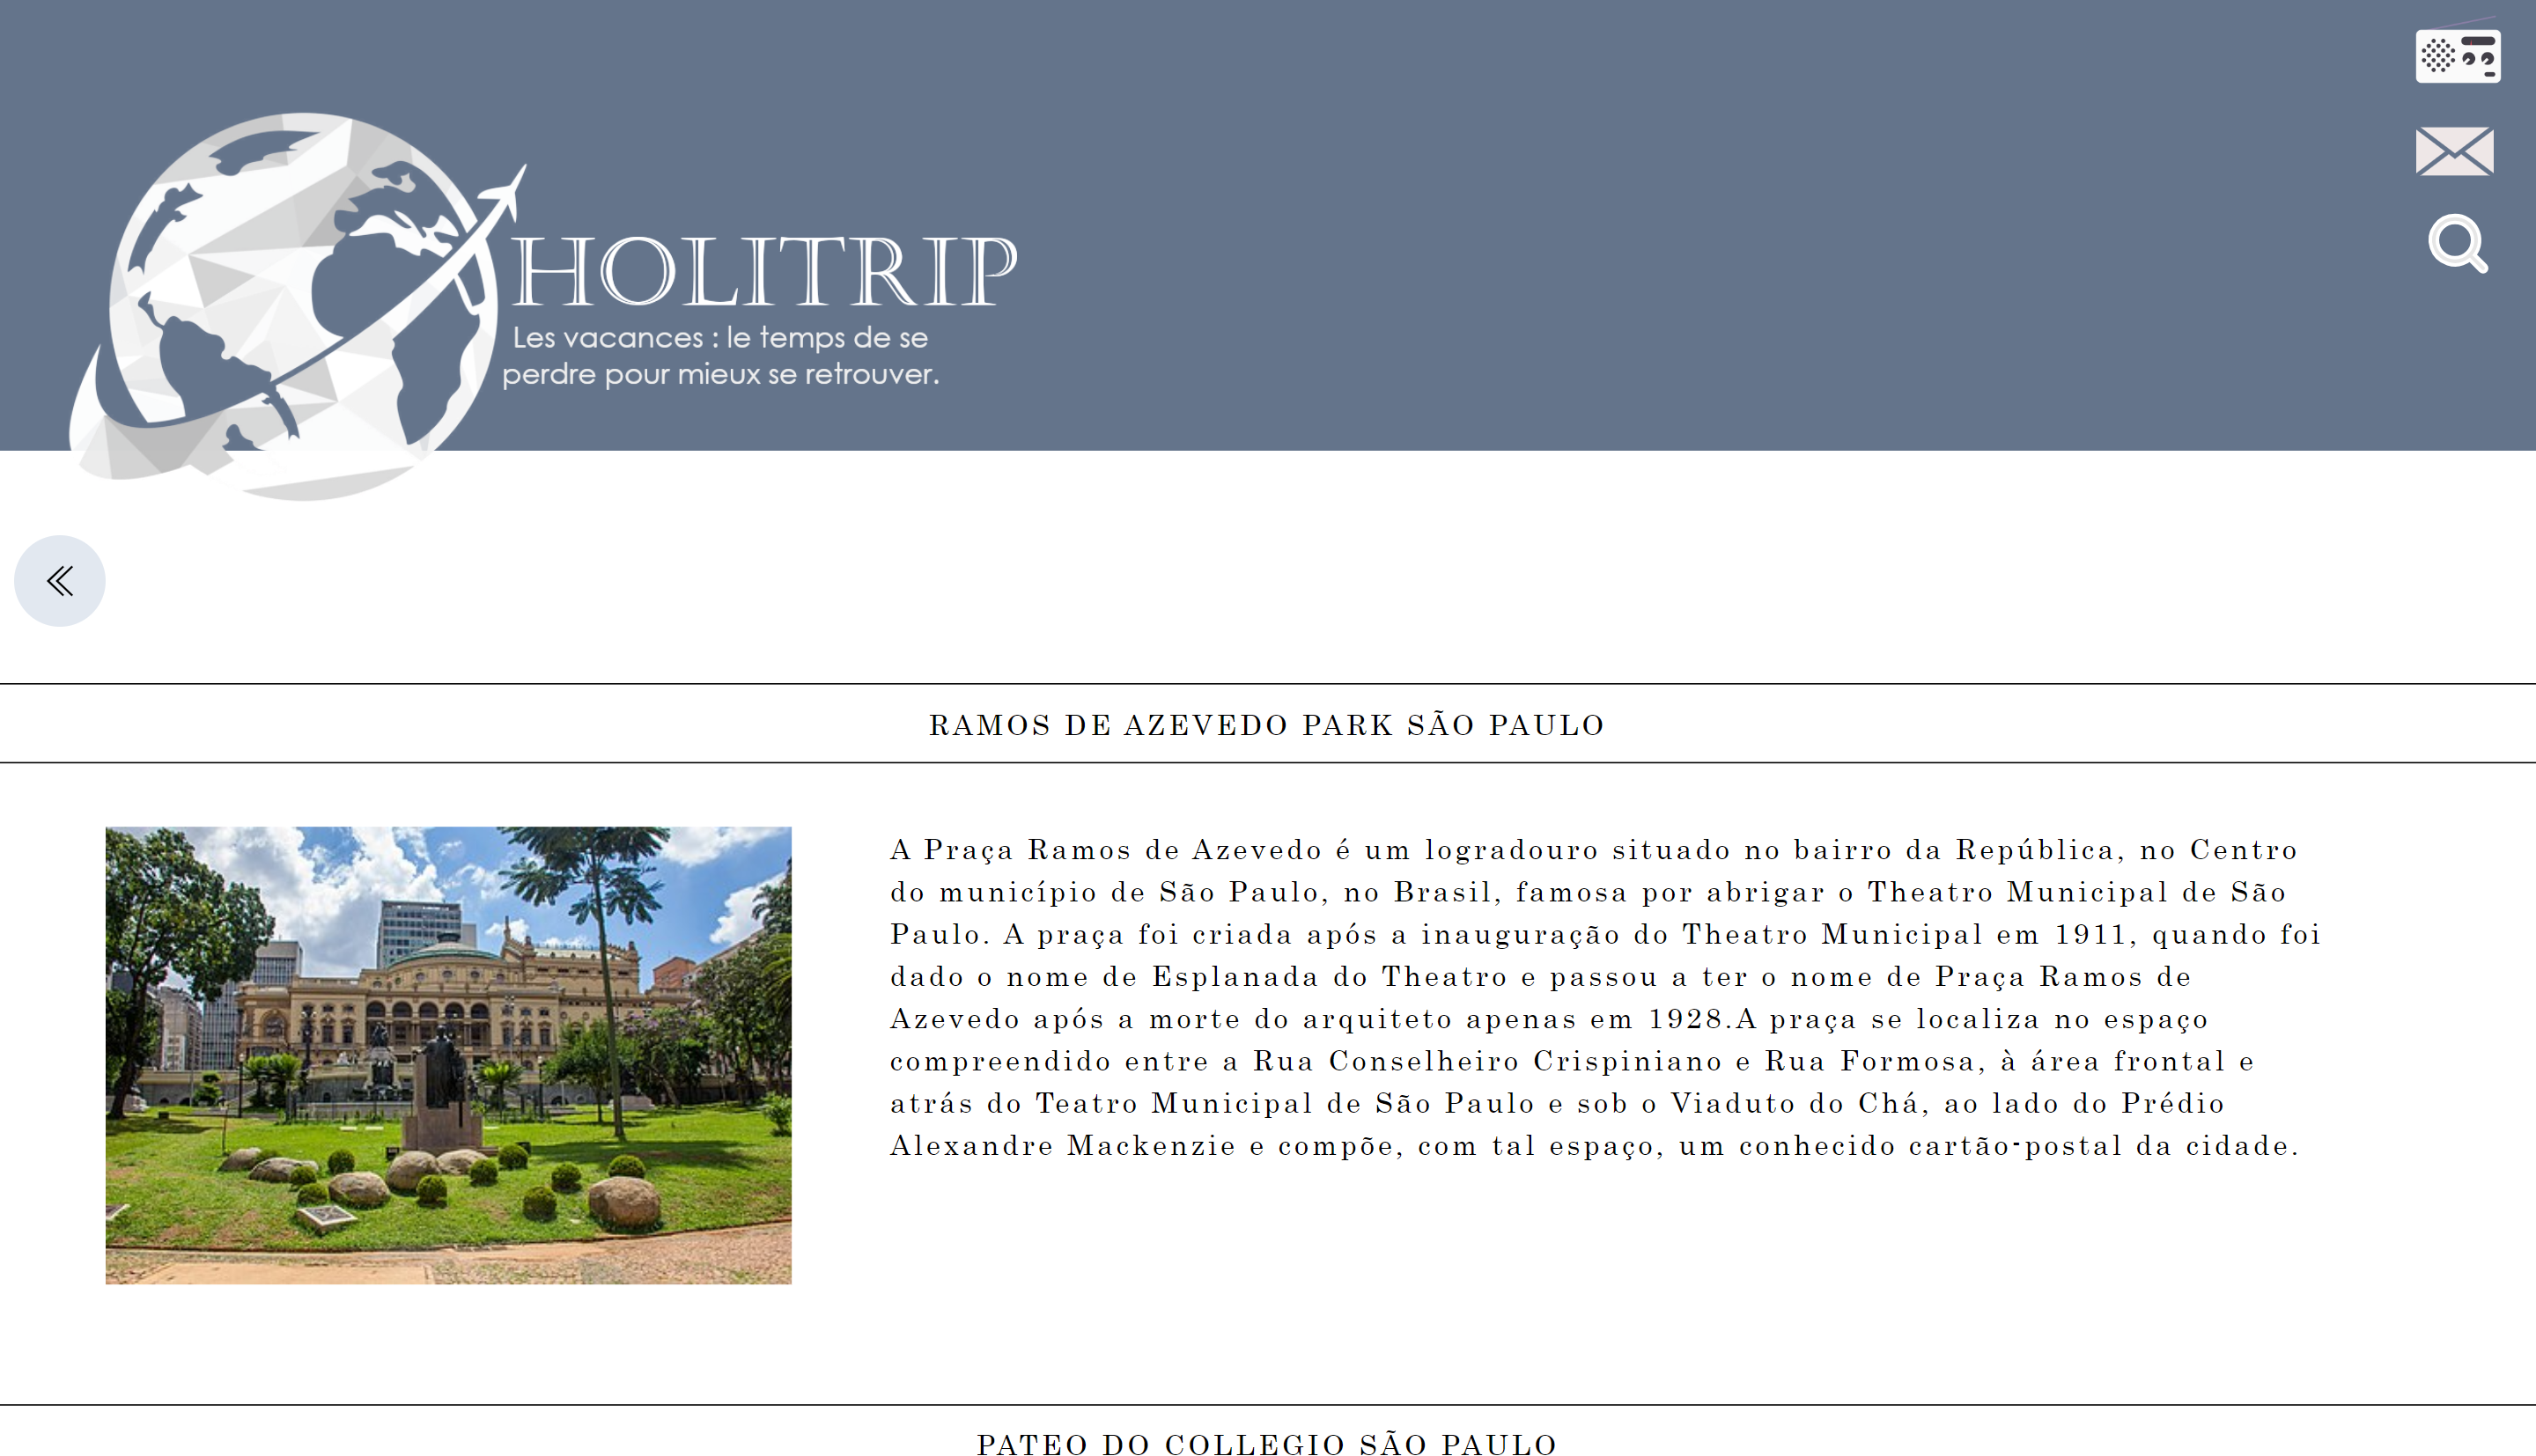 HOLITRIP
Les vacances : le temps de se
perdre pour mieux se retrouver.
RAMOS DE AZEVEDO PARK SÃO PAULO
A Praça Ramos de Azevedo é um logradouro situado no bairro da República, no Centro
do município de São Paulo, no Brasil, famosa por abrigar o Theatro Municipal de São
Paulo. A praça foi criada após a inauguração do Theatro Municipal em 1911, quando foi
dado o nome de Esplanada do Theatro e passou a ter o nome de Praça Ramos de
Azevedo após a morte do arquiteto apenas em 1928.A praça se localiza no espaço
compreendido entre a Rua Conselheiro Crispiniano e Rua Formosa, à área frontal e
atrás do Teatro Municipal de São Paulo e sob o Viaduto do Chá, ao lado do Prédio
Alexandre Mackenzie e compõe, com tal espaço, um conhecido cartão-postal da cidade.
PATEO DO COLLEGIO SÃO PAULO